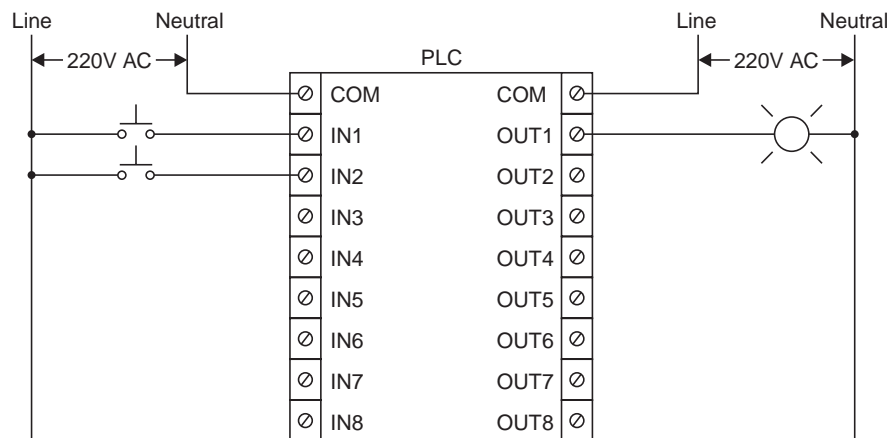 Line Neutral Line Neutral
220V AC PLC 220V AC
COM COM
IN1 OUT1
IN2 OUT2
IN3 OUT3
IN4 OUT4
IN5 OUT5
IN6 OUT6
IN7 OUT7
IN8 OUT8